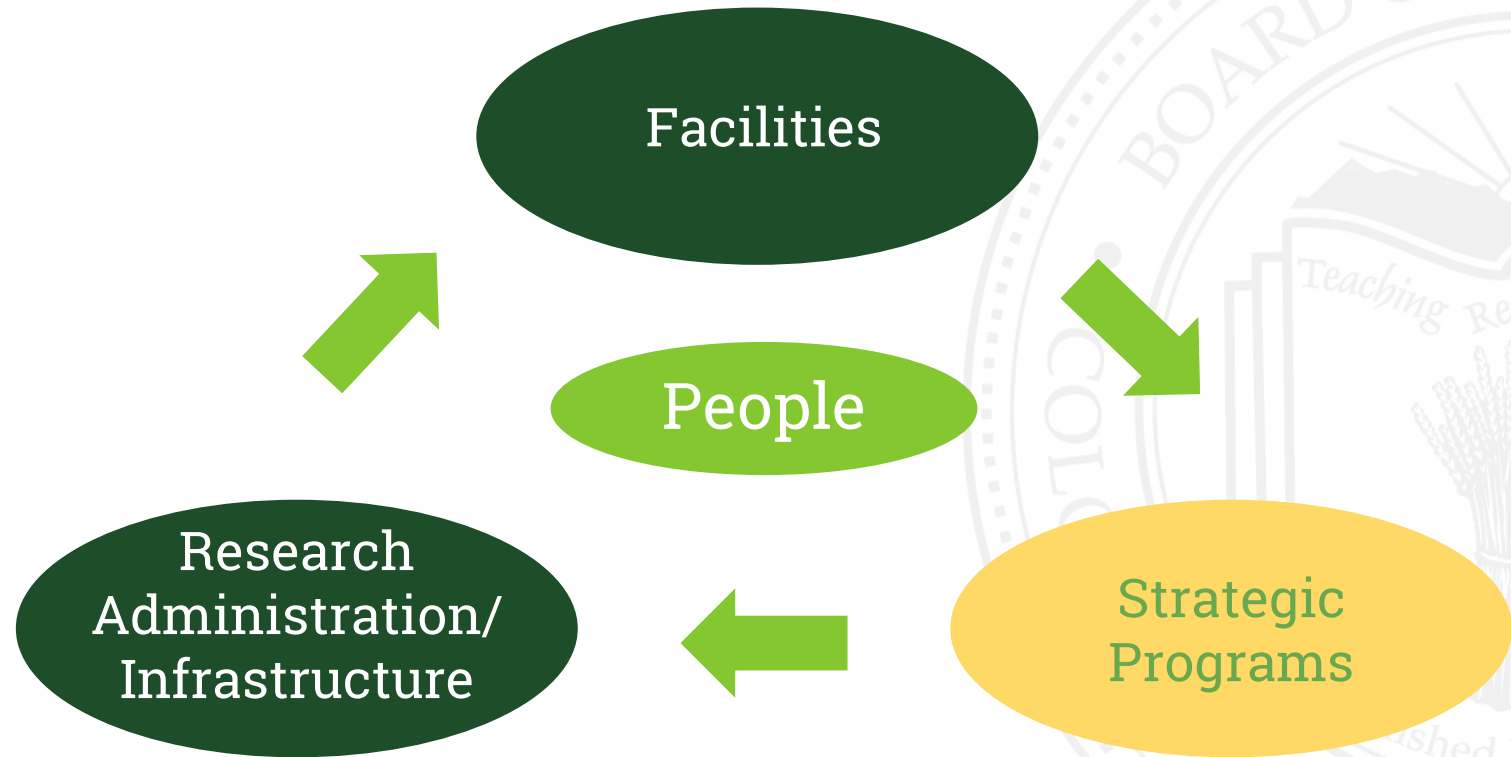 Facilities
People
Research
Administration/
Infrastructure
Strategic
Programs
BOARD
COLO
Teaching